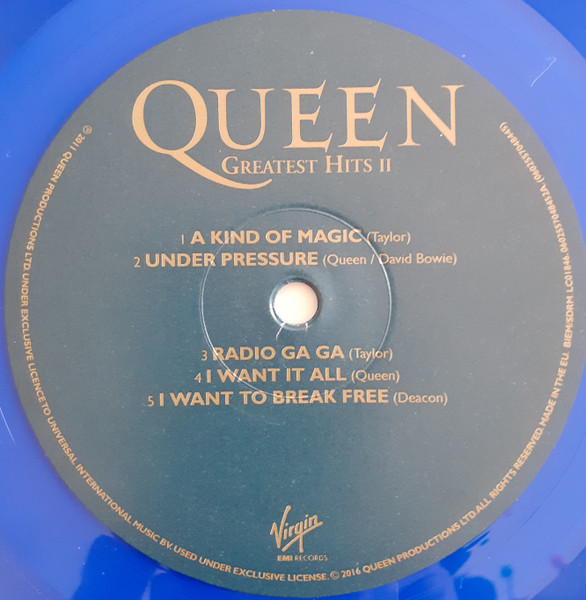 QUEEN
GREATEST HITS II
1 A KIND OF MAGIC (Taylor)
2 UNDER PRESSURE (Queen / David Bowie)
3 RADIO GA GA (Taylor)
4 I WANT IT ALL (Queen)
5 I WANT TO BREAK FREE (Deacon)
Virgin
EMI RECORDS
℗ 2011 QUEEN PRODUCTIONS LTD. UNDER EXCLUSIVE LICENCE TO UNIVERSAL INTERNATIONAL MUSIC BV. USED UNDER EXCLUSIVE LICENSE. © 2016 QUEEN PRODUCTIONS LTD ALL RIGHTS RESERVED. MADE IN THE EU. BIEM/SDRM LC01846.